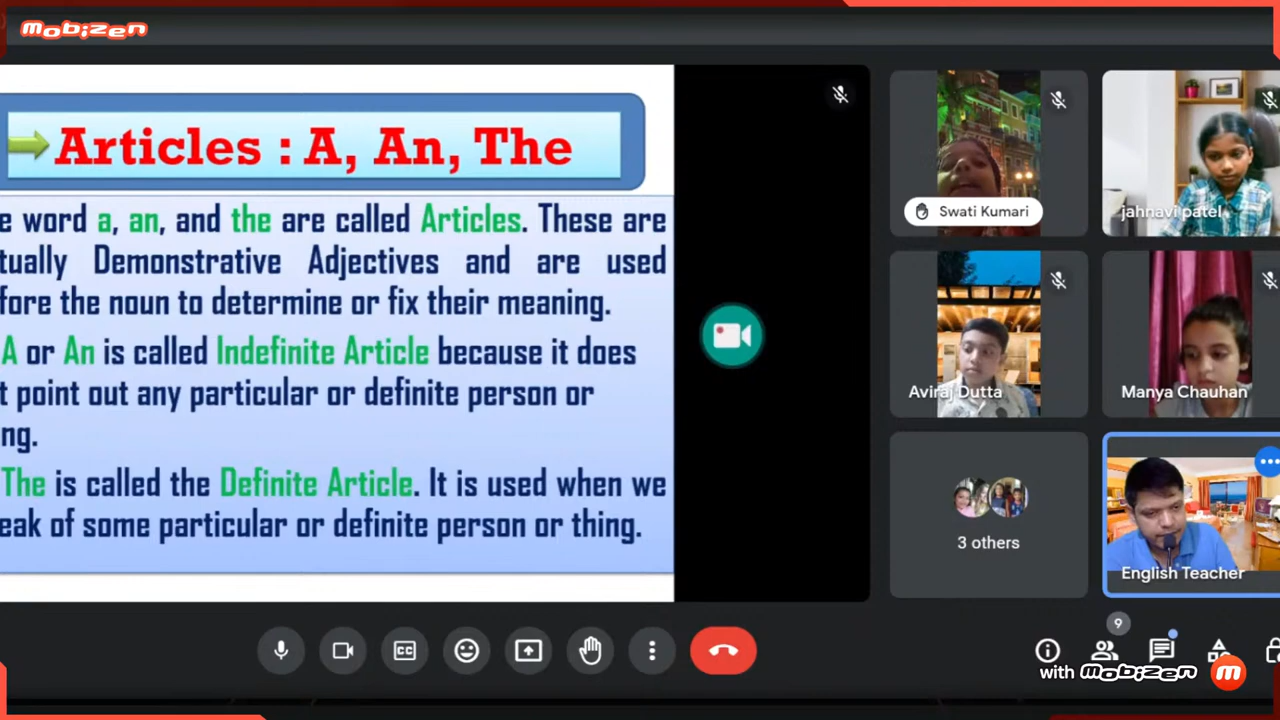 mobizen
Articles : A, An, The
e word a, an, and the are called Articles. These are
tually Demonstrative Adjectives and are used
fore the noun to determine or fix their meaning.
A or An is called Indefinite Article because it does
t point out any particular or definite person or
ng.
The is called the Definite Article. It is used when we
eak of some particular or definite person or thing.
Swati Kumari
jahnavi patel
Aviraj Dutta
Manya Chauhan
3 others
English Teacher
CC
9
with mobizen m